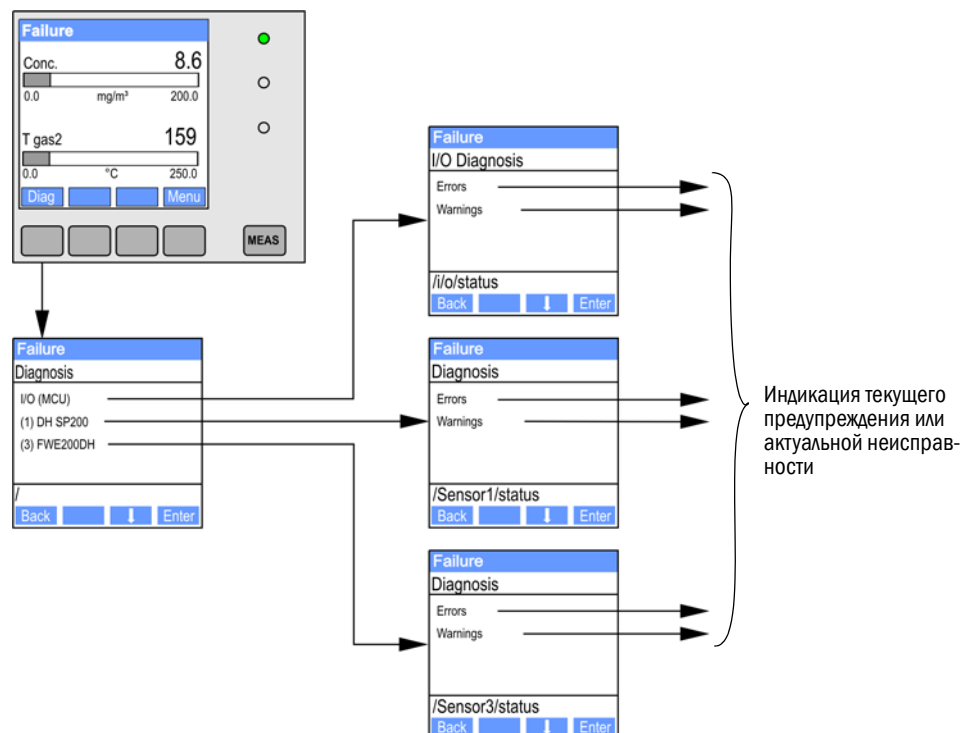 Failure
Conc. 8.6
0.0 mg/m³ 200.0
T gas2 159
0.0 °C 250.0
Diag Menu
MEAS
Failure
Diagnosis
I/O (MCU)
(1) DH SP200
(3) FWE200DH
/
Back ↓ Enter
Failure
I/O Diagnosis
Errors
Warnings
/i/o/status
Back ↓ Enter
Failure
Diagnosis
Errors
Warnings
/Sensor1/status
Back ↓ Enter
Failure
Diagnosis
Errors
Warnings
/Sensor3/status
Back ↓ Enter
Индикация текущего
предупреждения или
актуальной неисправ-
ности